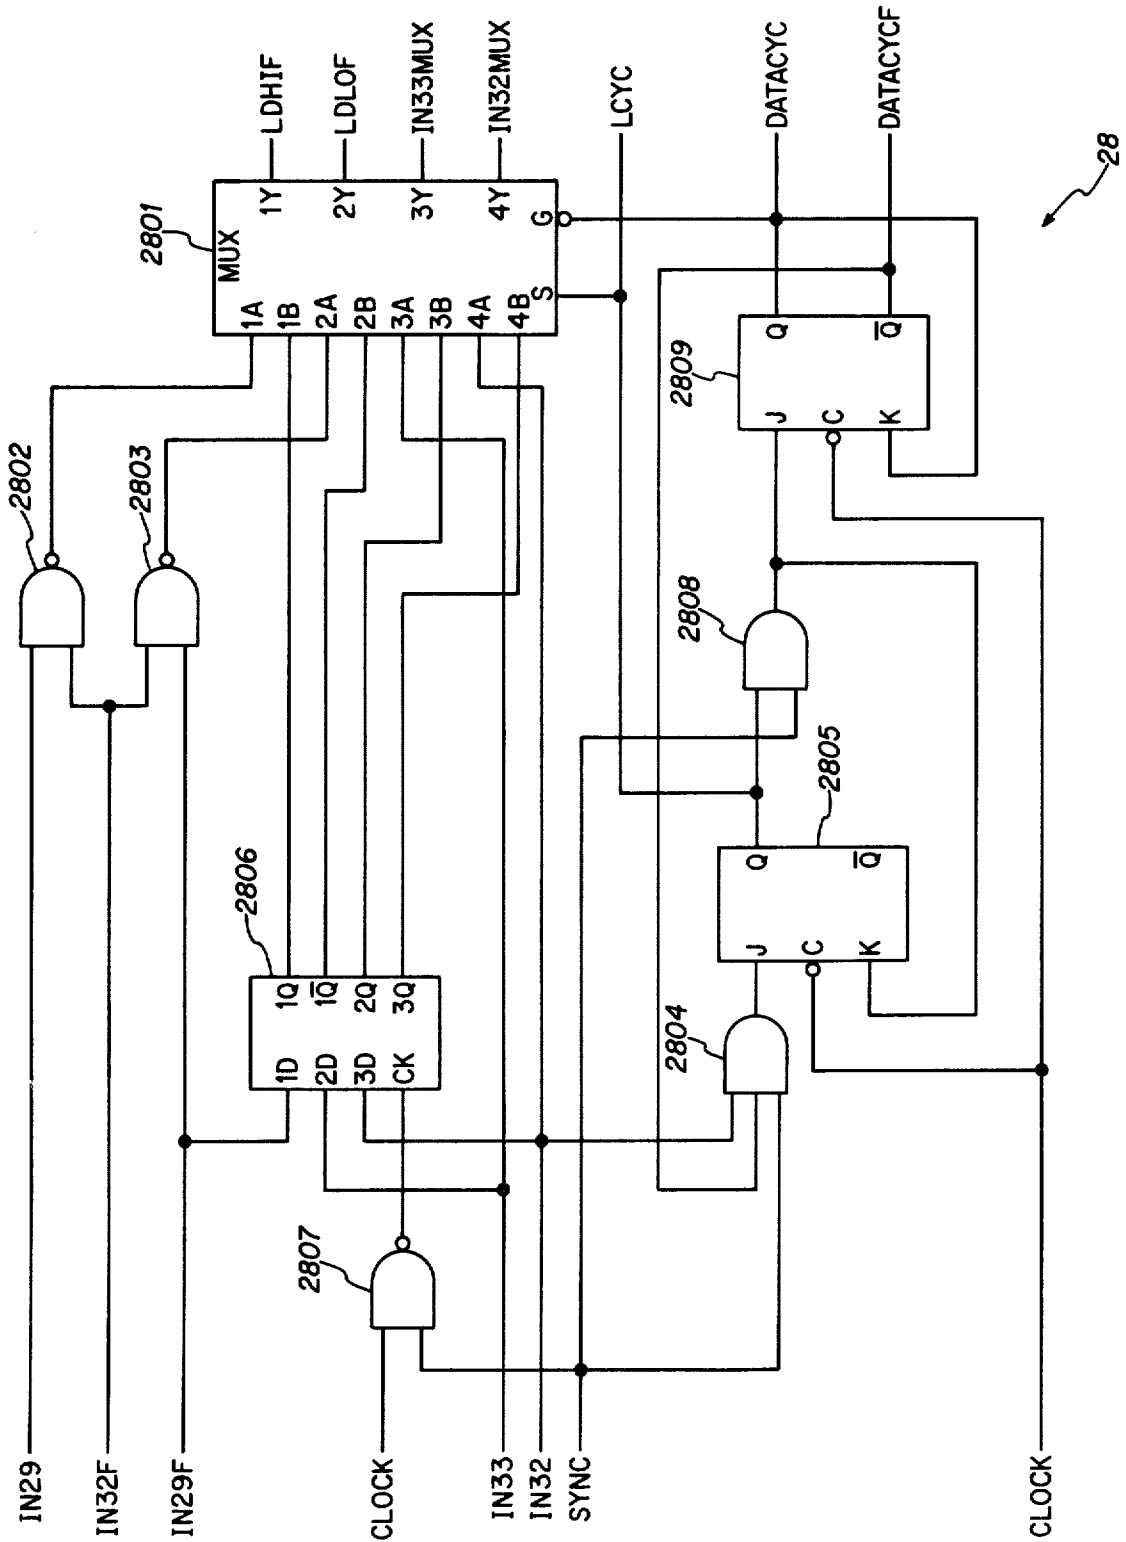 IN29
IN32F
IN29F
CLOCK
IN33
IN32
SYNC
CLOCK
2802
2803
2807
2806
1D
2D
3D
CK
1Q
1Q̅
2Q
3Q
2801
MUX
1A
1B
2A
2B
3A
3B
4A
4B
S
G
1Y
2Y
3Y
4Y
LDHIF
LDLOF
IN33MUX
IN32MUX
LCYC
DATACYC
DATACYCF
2804
2805
J
C
K
Q
Q̅
2808
2809
J
C
K
Q
Q̅
28